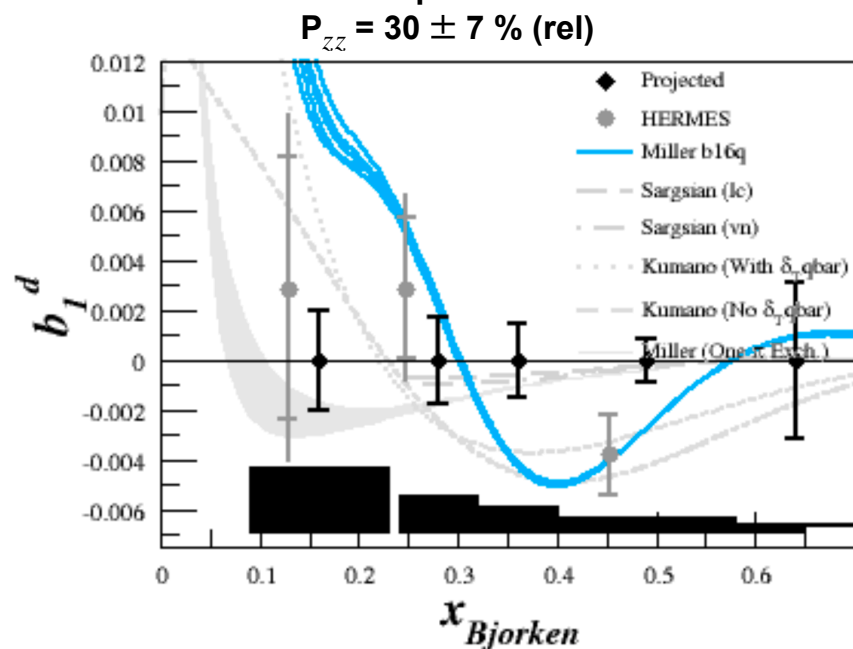 P_zz = 30 ± 7 % (rel)
0.012
0.01
0.008
0.006
0.004
0.002
0
-0.002
-0.004
-0.006
b_1^d
Projected
HERMES
Miller b16q
Sargsian (lc)
Sargsian (vn)
Kumano (With δ_T qbar)
Kumano (No δ_T qbar)
Miller (One π Exch.)
0 0.1 0.2 0.3 0.4 0.5 0.6
x_Bjorken